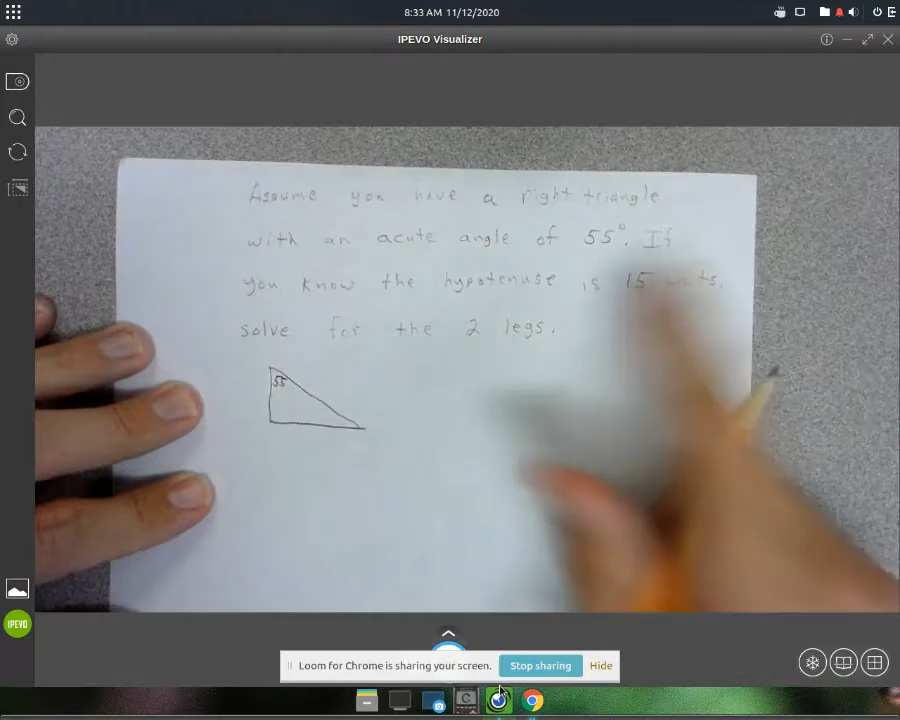 8:33 AM 11/12/2020
IPEVO Visualizer
Assume you have a right triangle
with an acute angle of 55°. If
you know the hypotenuse is 15 units,
solve for the 2 legs.
55
IPEVO
Loom for Chrome is sharing your screen.
Stop sharing
Hide